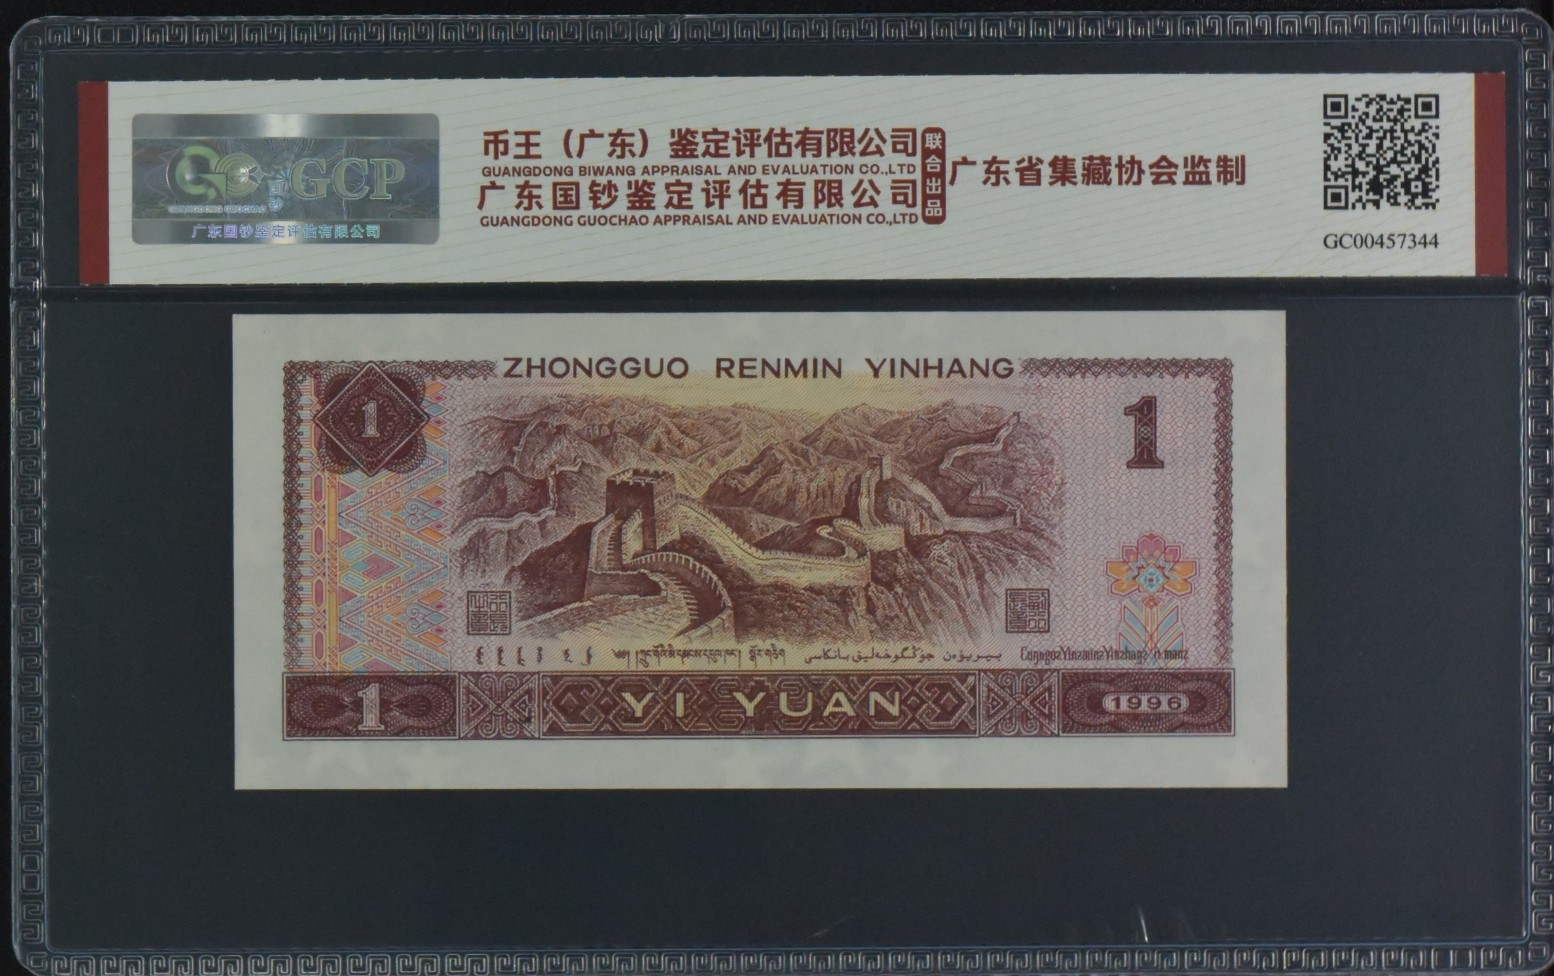 GCP
GUANGDONG GUOCHAO
广东国钞鉴定评估有限公司
币王（广东）鉴定评估有限公司
GUANGDONG BIWANG APPRAISAL AND EVALUATION CO.,LTD
广东国钞鉴定评估有限公司
GUANGDONG GUOCHAO APPRAISAL AND EVALUATION CO.,LTD
联合出品
广东省集藏协会监制
GC00457344
ZHONGGUO RENMIN YINHANG
1
1
1
YI YUAN
1996